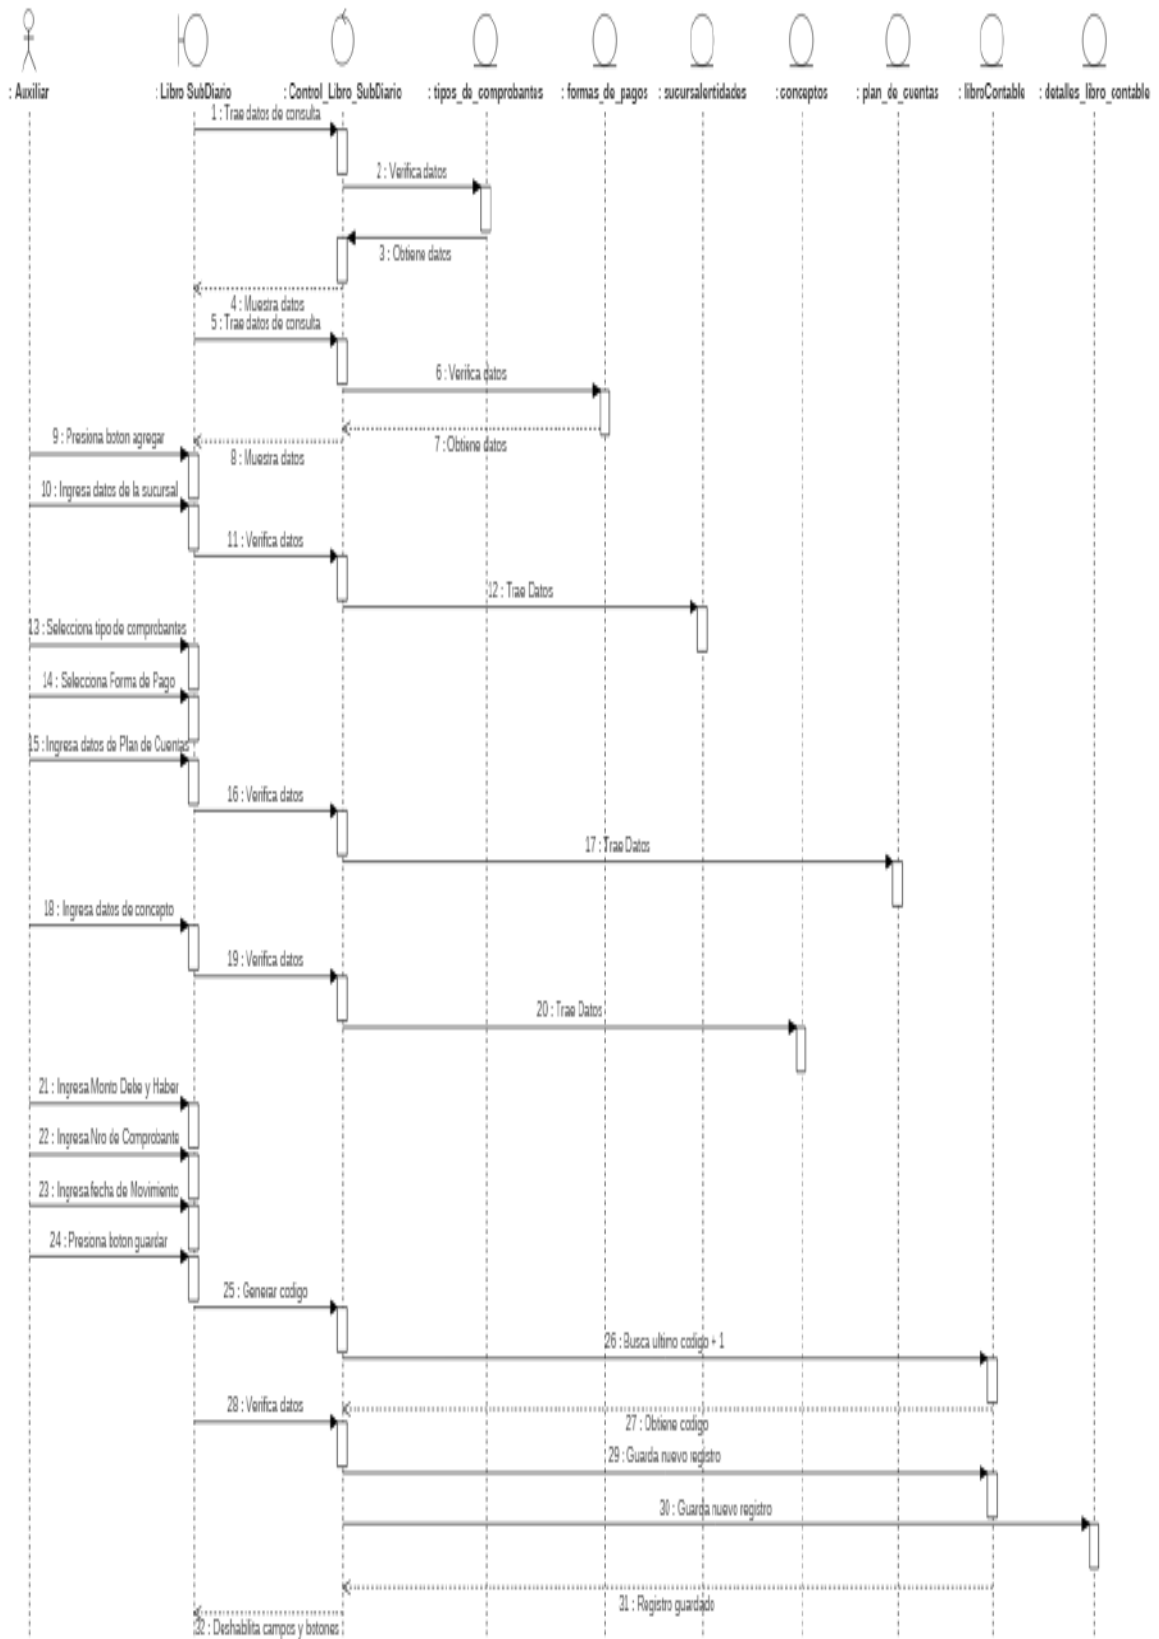 : Auxiliar
: Libro SubDiario
: Control_Libro_SubDiario
: tipos_de_comprobantes
: formas_de_pagos
: sucursalentidades
: conceptos
: plan_de_cuentas
: libroContable
: detalles_libro_contable
1 : Trae datos de consulta
2 : Verifica datos
3 : Obtiene datos
4 : Muestra datos
5 : Trae datos de consulta
6 : Verifica datos
7 : Obtiene datos
8 : Muestra datos
9 : Presiona boton agregar
10 : Ingresa datos de la sucursal
11 : Verifica datos
12 : Trae Datos
13 : Selecciona tipo de comprobantes
14 : Selecciona Forma de Pago
15 : Ingresa datos de Plan de Cuentas
16 : Verifica datos
17 : Trae Datos
18 : Ingresa datos de concepto
19 : Verifica datos
20 : Trae Datos
21 : Ingresa Monto Debe y Haber
22 : Ingresa Nro de Comprobante
23 : Ingresa fecha de Movimiento
24 : Presiona boton guardar
25 : Generar codigo
26 : Busca ultimo codigo + 1
27 : Obtiene codigo
28 : Verifica datos
29 : Guarda nuevo registro
30 : Guarda nuevo registro
31 : Registro guardado
32 : Deshabilita campos y botones